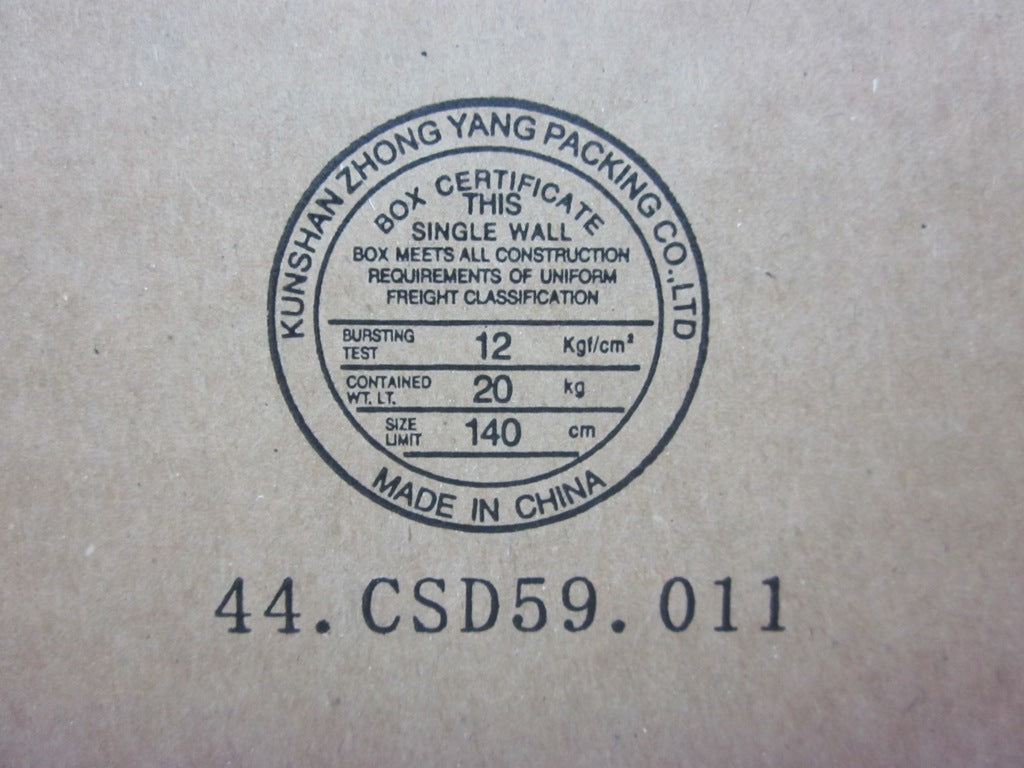 KUNSHAN ZHONG YANG PACKING CO.,LTD
BOX CERTIFICATE
THIS
SINGLE WALL
BOX MEETS ALL CONSTRUCTION
REQUIREMENTS OF UNIFORM
FREIGHT CLASSIFICATION
BURSTING TEST 12 Kgf/cm²
CONTAINED WT. LT. 20 kg
SIZE LIMIT 140 cm
MADE IN CHINA
44.CSD59.011